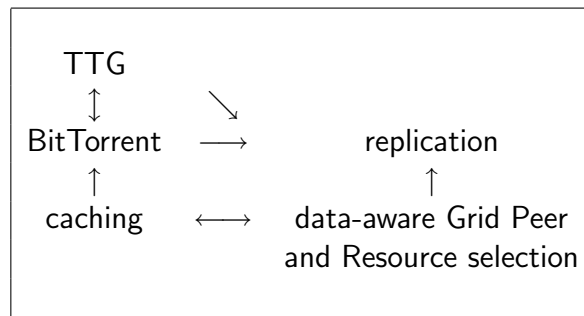 TTG
BitTorrent
replication
caching
data-aware Grid Peer
and Resource selection